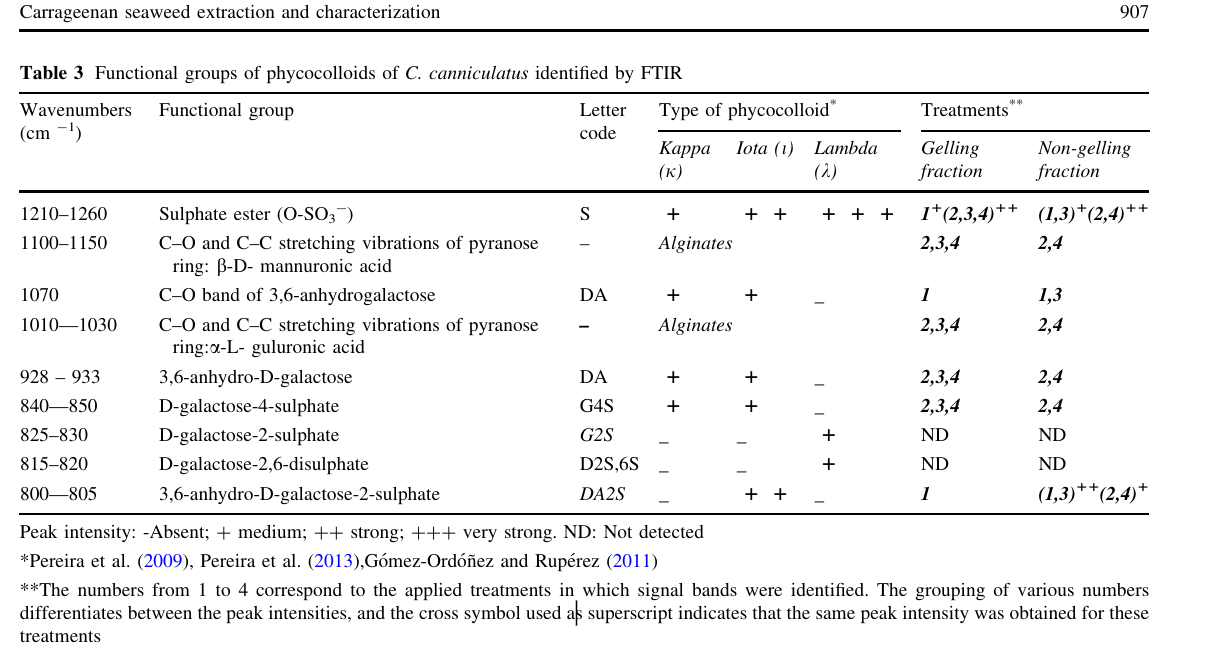 Carrageenan seaweed extraction and characterization 907
Table 3 Functional groups of phycocolloids of C. canniculatus identified by FTIR
Wavenumbers Functional group Letter Type of phycocolloid* Treatments**
(cm −1) code
Kappa Iota (ι) Lambda Gelling Non-gelling
(κ) (λ) fraction fraction
1210–1260 Sulphate ester (O-SO₃⁻) S + + + + + + 1⁺(2,3,4)⁺⁺ (1,3)⁺(2,4)⁺⁺
1100–1150 C–O and C–C stretching vibrations of pyranose – Alginates 2,3,4 2,4
ring: β-D- mannuronic acid
1070 C–O band of 3,6-anhydrogalactose DA + + _ 1 1,3
1010—1030 C–O and C–C stretching vibrations of pyranose – Alginates 2,3,4 2,4
ring:α-L- guluronic acid
928 – 933 3,6-anhydro-D-galactose DA + + _ 2,3,4 2,4
840—850 D-galactose-4-sulphate G4S + + _ 2,3,4 2,4
825–830 D-galactose-2-sulphate G2S _ _ + ND ND
815–820 D-galactose-2,6-disulphate D2S,6S _ _ + ND ND
800—805 3,6-anhydro-D-galactose-2-sulphate DA2S _ + + _ 1 (1,3)⁺⁺(2,4)⁺
Peak intensity: -Absent; + medium; ++ strong; +++ very strong. ND: Not detected
*Pereira et al. (2009), Pereira et al. (2013),Gómez-Ordóñez and Rupérez (2011)
**The numbers from 1 to 4 correspond to the applied treatments in which signal bands were identified. The grouping of various numbers
differentiates between the peak intensities, and the cross symbol used as superscript indicates that the same peak intensity was obtained for these
treatments